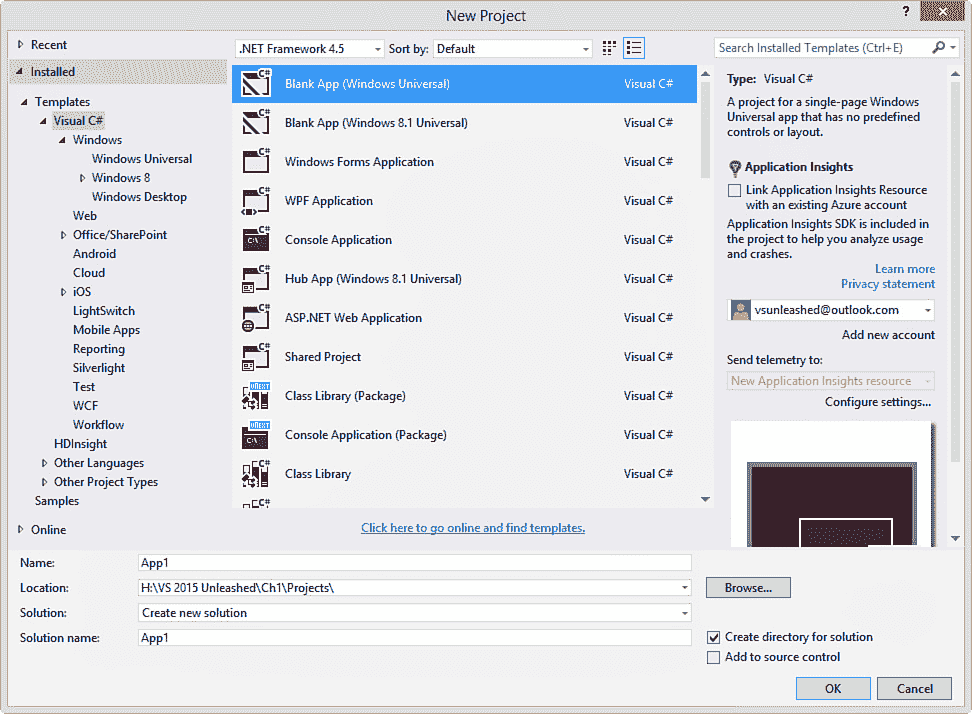 New Project
?
Recent
.NET Framework 4.5
Sort by:
Default
Search Installed Templates (Ctrl+E)
Installed
Templates
Visual C#
Windows
Windows Universal
Windows 8
Windows Desktop
Web
Office/SharePoint
Android
Cloud
iOS
LightSwitch
Mobile Apps
Reporting
Silverlight
Test
WCF
Workflow
HDInsight
Other Languages
Other Project Types
Samples
Online
Blank App (Windows Universal) Visual C#
Blank App (Windows 8.1 Universal) Visual C#
Windows Forms Application Visual C#
WPF Application Visual C#
Console Application Visual C#
Hub App (Windows 8.1 Universal) Visual C#
ASP.NET Web Application Visual C#
Shared Project Visual C#
Class Library (Package) Visual C#
Console Application (Package) Visual C#
Class Library Visual C#
Click here to go online and find templates.
Type: Visual C#
A project for a single-page Windows
Universal app that has no predefined
controls or layout.
Application Insights
Link Application Insights Resource
with an existing Azure account
Application Insights SDK is included in
the project to help you analyze usage
and crashes.
Learn more
Privacy statement
vsunleashed@outlook.com
Add new account
Send telemetry to:
New Application Insights resource
Configure settings...
Name: App1
Location: H:\VS 2015 Unleashed\Ch1\Projects\
Browse...
Solution: Create new solution
Solution name: App1
Create directory for solution
Add to source control
OK
Cancel